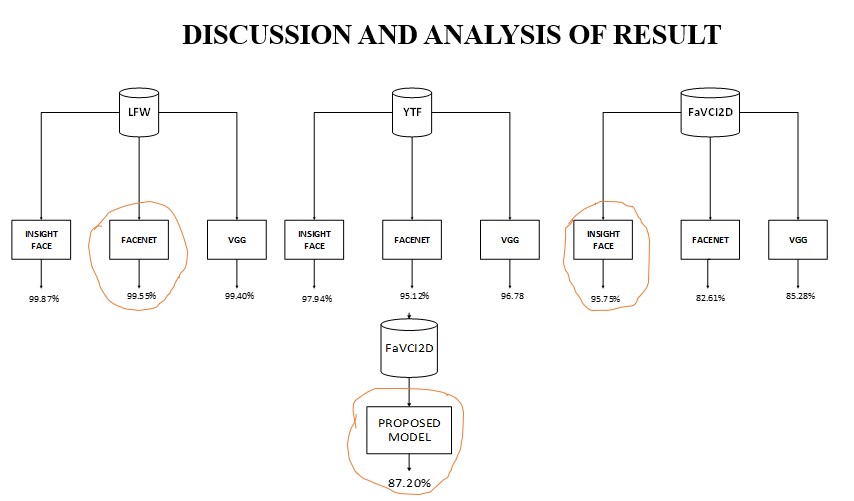 DISCUSSION AND ANALYSIS OF RESULT
LFW
YTF
FaVCI2D
INSIGHT
FACE
FACENET
VGG
INSIGHT
FACE
FACENET
VGG
INSIGHT
FACE
FACENET
VGG
99.87%
99.55%
99.40%
97.94%
95.12%
96.78
95.75%
82.61%
85.28%
FaVCI2D
PROPOSED
MODEL
87.20%